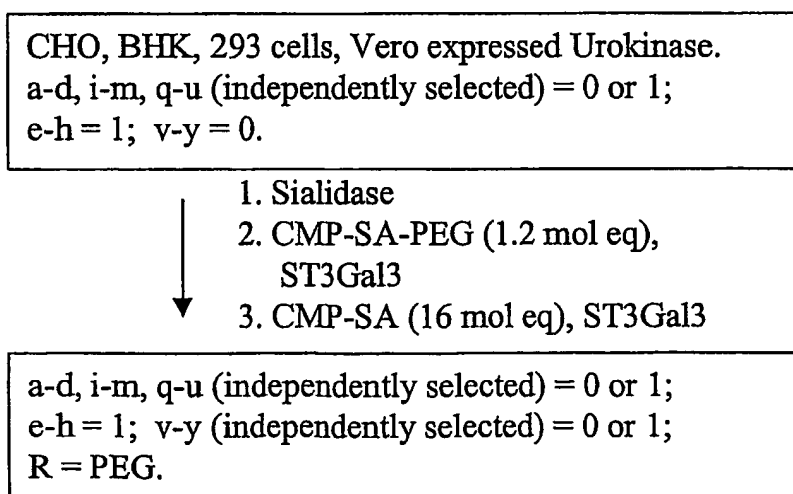 CHO, BHK, 293 cells, Vero expressed Urokinase.
a-d, i-m, q-u (independently selected) = 0 or 1;
e-h = 1; v-y = 0.
1. Sialidase
2. CMP-SA-PEG (1.2 mol eq),
ST3Gal3
3. CMP-SA (16 mol eq), ST3Gal3
a-d, i-m, q-u (independently selected) = 0 or 1;
e-h = 1; v-y (independently selected) = 0 or 1;
R = PEG.